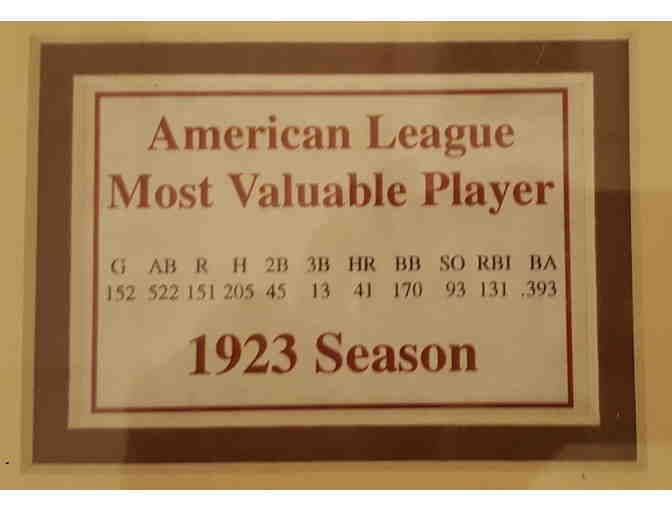 American League
Most Valuable Player
G AB R H 2B 3B HR BB SO RBI BA
152 522 151 205 45 13 41 170 93 131 .393
1923 Season